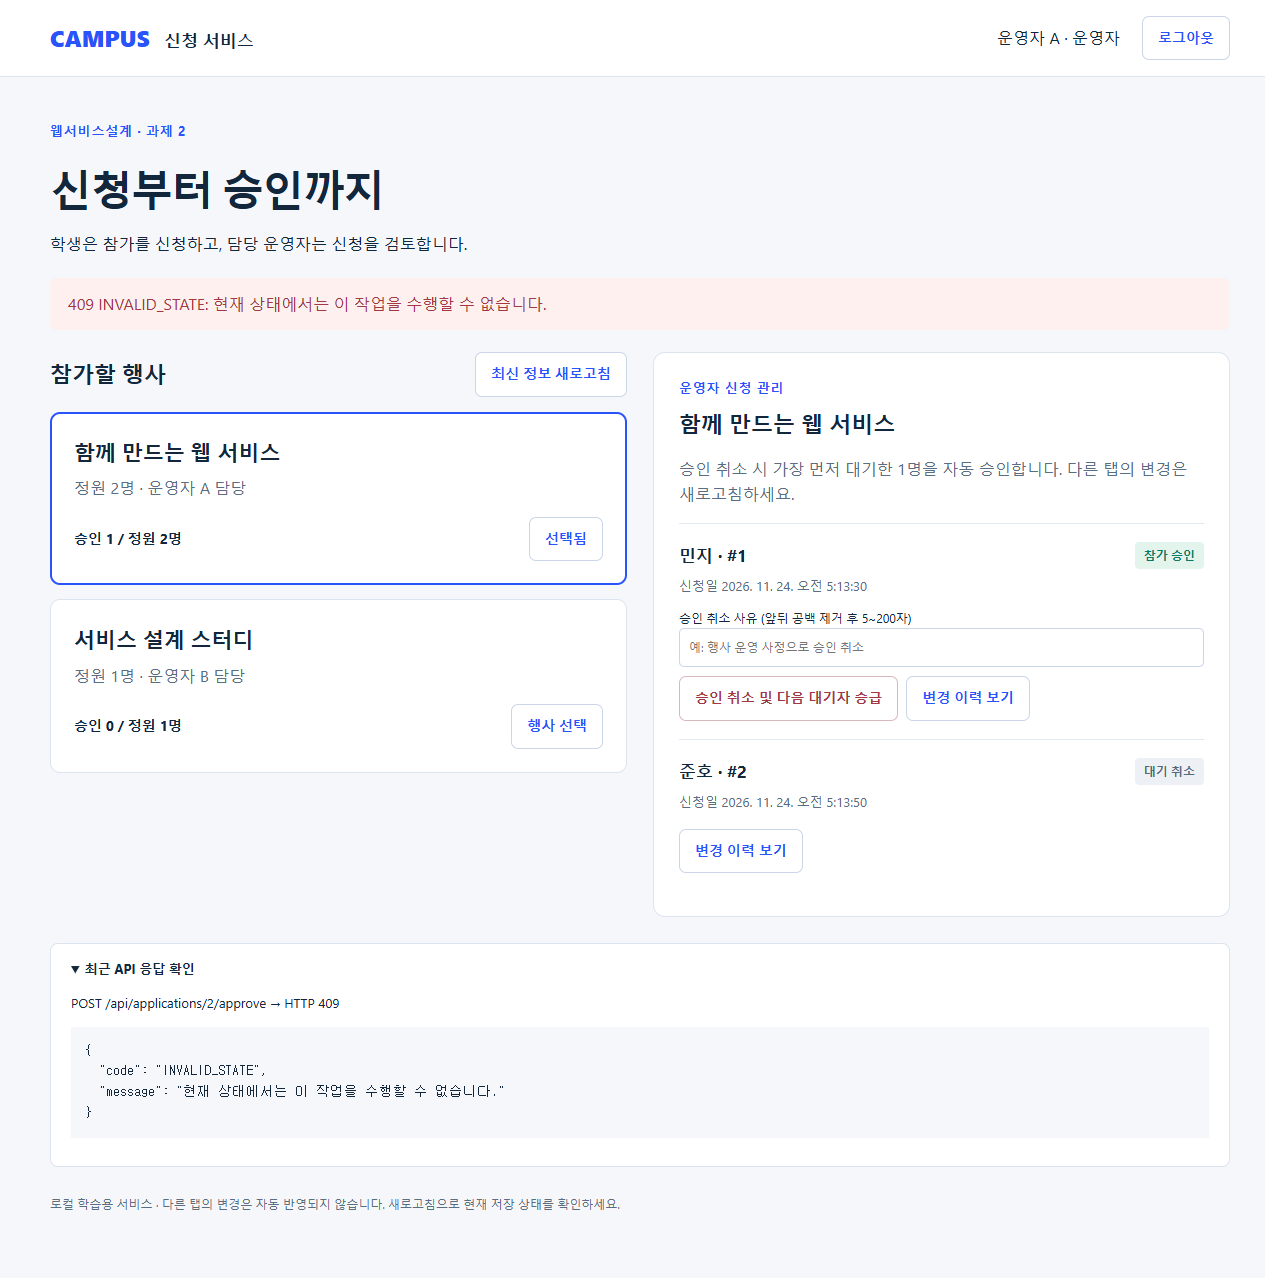 CAMPUS 신청 서비스
운영자 A · 운영자
로그아웃
웹서비스설계 · 과제 2
신청부터 승인까지
학생은 참가를 신청하고, 담당 운영자는 신청을 검토합니다.
409 INVALID_STATE: 현재 상태에서는 이 작업을 수행할 수 없습니다.
참가할 행사
최신 정보 새로고침
함께 만드는 웹 서비스
정원 2명 · 운영자 A 담당
승인 1 / 정원 2명
선택됨
서비스 설계 스터디
정원 1명 · 운영자 B 담당
승인 0 / 정원 1명
행사 선택
운영자 신청 관리
함께 만드는 웹 서비스
승인 취소 시 가장 먼저 대기한 1명을 자동 승인합니다. 다른 탭의 변경은
새로고침하세요.
민지 · #1
참가 승인
신청일 2026. 11. 24. 오전 5:13:30
승인 취소 사유 (앞뒤 공백 제거 후 5~200자)
예: 행사 운영 사정으로 승인 취소
승인 취소 및 다음 대기자 승급
변경 이력 보기
준호 · #2
대기 취소
신청일 2026. 11. 24. 오전 5:13:50
변경 이력 보기
▼ 최근 API 응답 확인
POST /api/applications/2/approve → HTTP 409
{
"code": "INVALID_STATE",
"message": "현재 상태에서는 이 작업을 수행할 수 없습니다."
}
로컬 학습용 서비스 · 다른 탭의 변경은 자동 반영되지 않습니다. 새로고침으로 현재 저장 상태를 확인하세요.